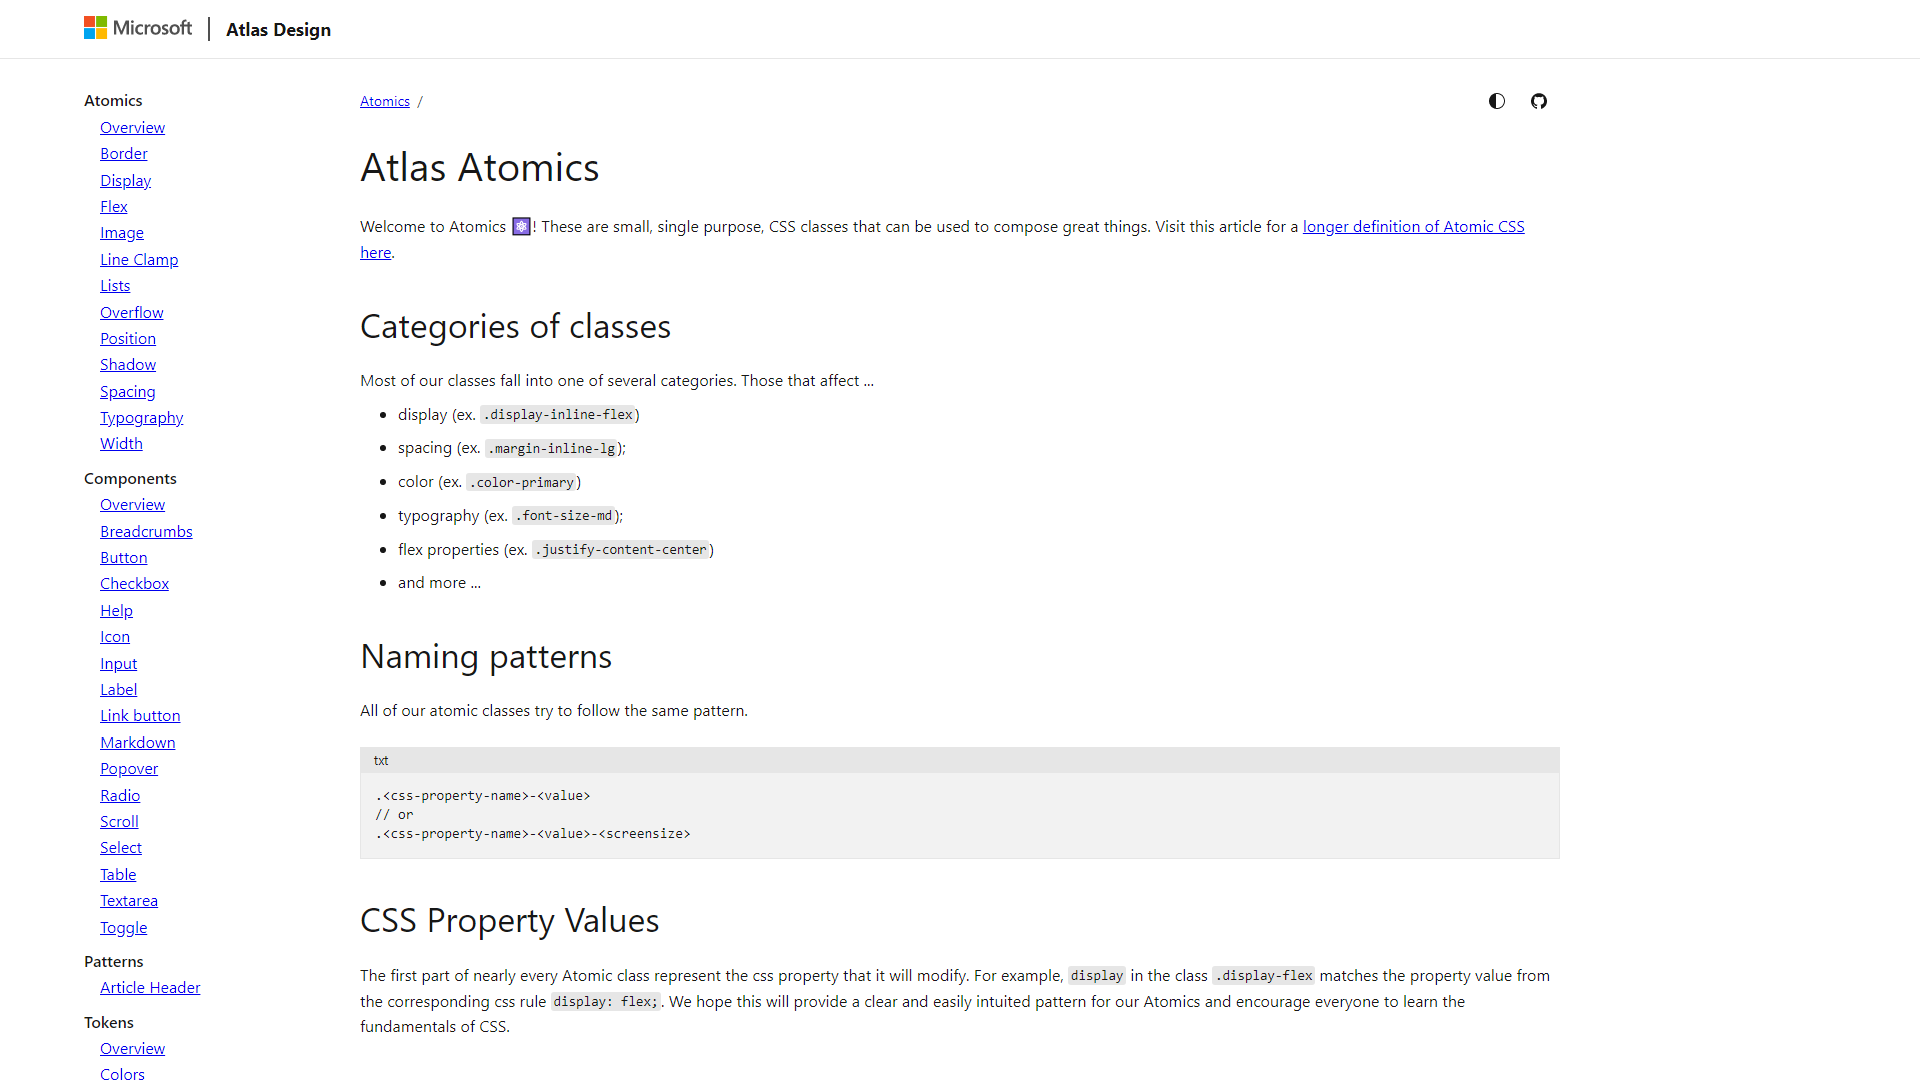 Microsoft
Atlas Design
Atomics
Overview
Border
Display
Flex
Image
Line Clamp
Lists
Overflow
Position
Shadow
Spacing
Typography
Width
Components
Overview
Breadcrumbs
Button
Checkbox
Help
Icon
Input
Label
Link button
Markdown
Popover
Radio
Scroll
Select
Table
Textarea
Toggle
Patterns
Article Header
Tokens
Overview
Colors
Atomics /
Atlas Atomics
Welcome to Atomics ⚛! These are small, single purpose, CSS classes that can be used to compose great things. Visit this article for a longer definition of Atomic CSS
here.
Categories of classes
Most of our classes fall into one of several categories. Those that affect ...
• display (ex. .display-inline-flex)
• spacing (ex. .margin-inline-lg);
• color (ex. .color-primary)
• typography (ex. .font-size-md);
• flex properties (ex. .justify-content-center)
• and more ...
Naming patterns
All of our atomic classes try to follow the same pattern.
txt
.<css-property-name>-<value>
// or
.<css-property-name>-<value>-<screensize>
CSS Property Values
The first part of nearly every Atomic class represent the css property that it will modify. For example, display in the class .display-flex matches the property value from
the corresponding css rule display: flex;. We hope this will provide a clear and easily intuited pattern for our Atomics and encourage everyone to learn the
fundamentals of CSS.